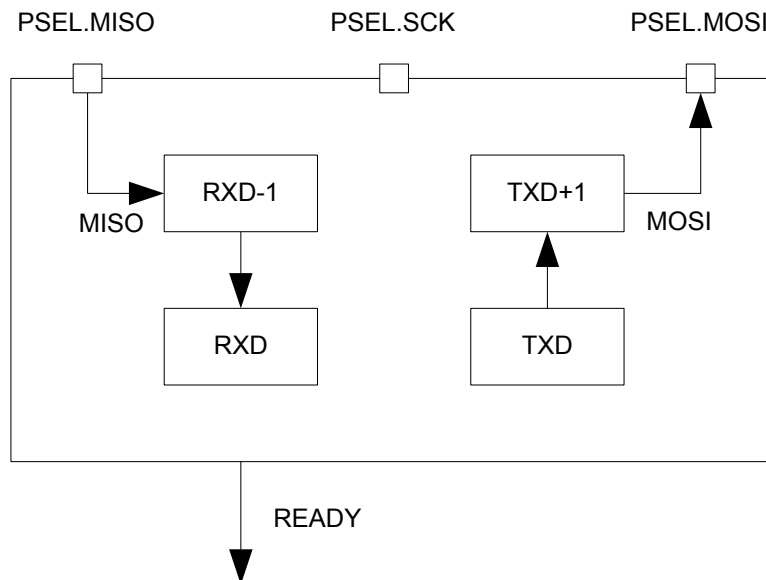 PSEL.MISO PSEL.SCK PSEL.MOSI
RXD-1 TXD+1
MISO MOSI
RXD TXD
READY